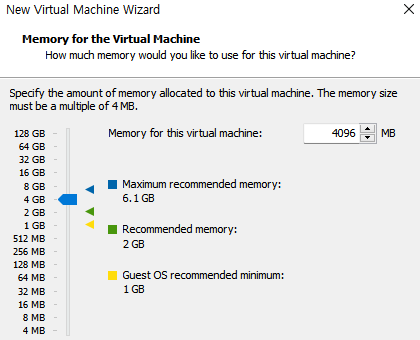 New Virtual Machine Wizard
Memory for the Virtual Machine
How much memory would you like to use for this virtual machine?
Specify the amount of memory allocated to this virtual machine. The memory size
must be a multiple of 4 MB.
Memory for this virtual machine: 4096 MB
128 GB
64 GB
32 GB
16 GB
8 GB
4 GB
2 GB
1 GB
512 MB
256 MB
128 MB
64 MB
32 MB
16 MB
8 MB
4 MB
Maximum recommended memory:
6.1 GB
Recommended memory:
2 GB
Guest OS recommended minimum:
1 GB